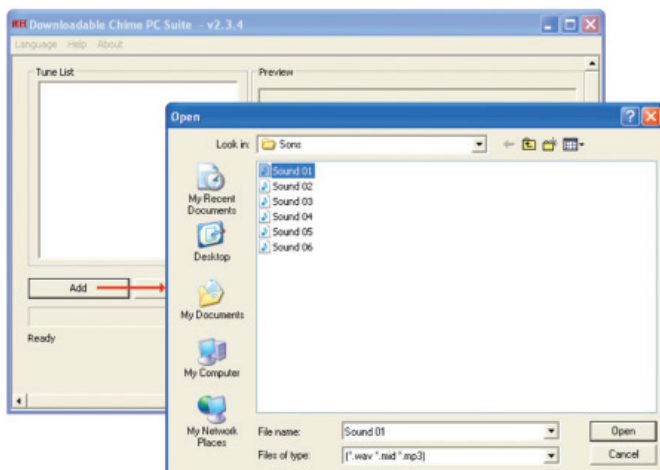 RH Downloadable Chime PC Suite - v2.3.4
Language Help About
Tune List
Preview
Add
Ready
Open
Look in:
Sons
My Recent
Documents
Desktop
My Documents
My Computer
My Network
Places
Sound 01
Sound 02
Sound 03
Sound 04
Sound 05
Sound 06
File name:
Sound 01
Open
Files of type:
(*.wav *.mid *.mp3)
Cancel